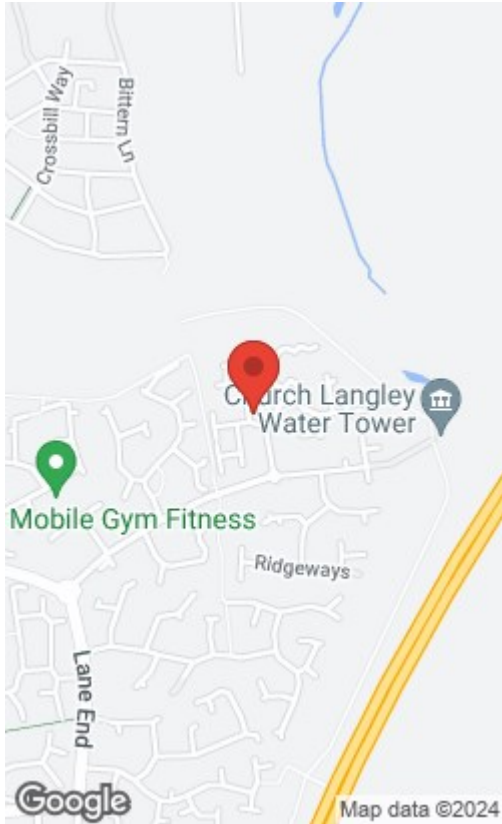 Crossbill Way
Bittern Ln
Church Langley
Water Tower
Mobile Gym Fitness
Ridgeways
Lane End
Google
Map data ©2024